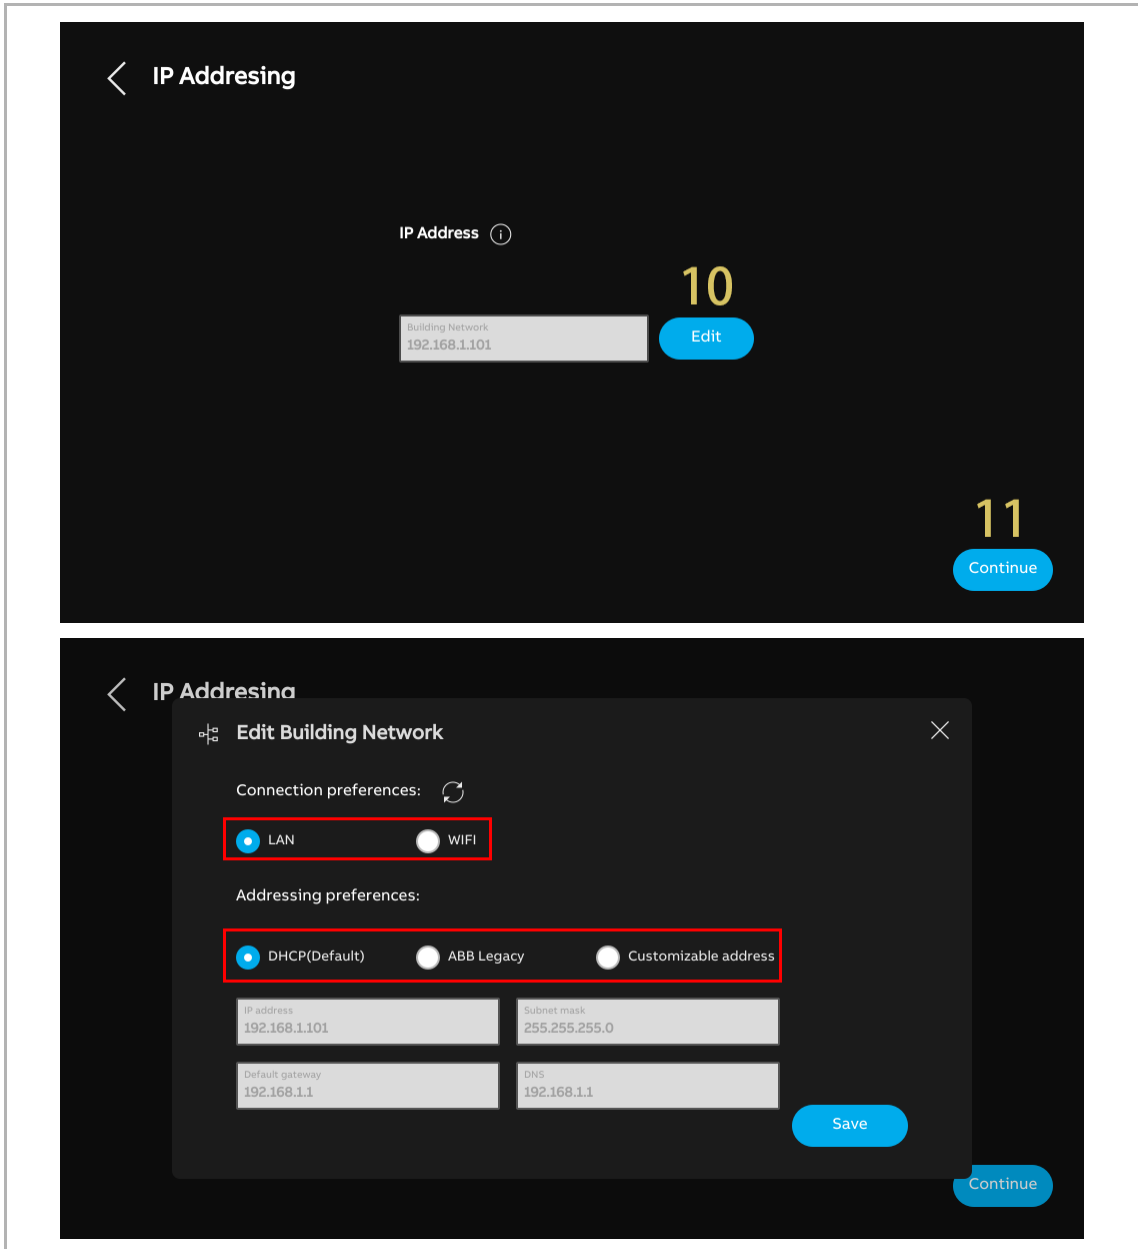 IP Addresing
IP Address
10
Building Network
192.168.1.101
Edit
11
Continue
IP Addresing
Edit Building Network
Connection preferences:
LAN WIFI
Addressing preferences:
DHCP(Default) ABB Legacy Customizable address
IP address Subnet mask
192.168.1.101 255.255.255.0
Default gateway DNS
192.168.1.1 192.168.1.1
Save
Continue